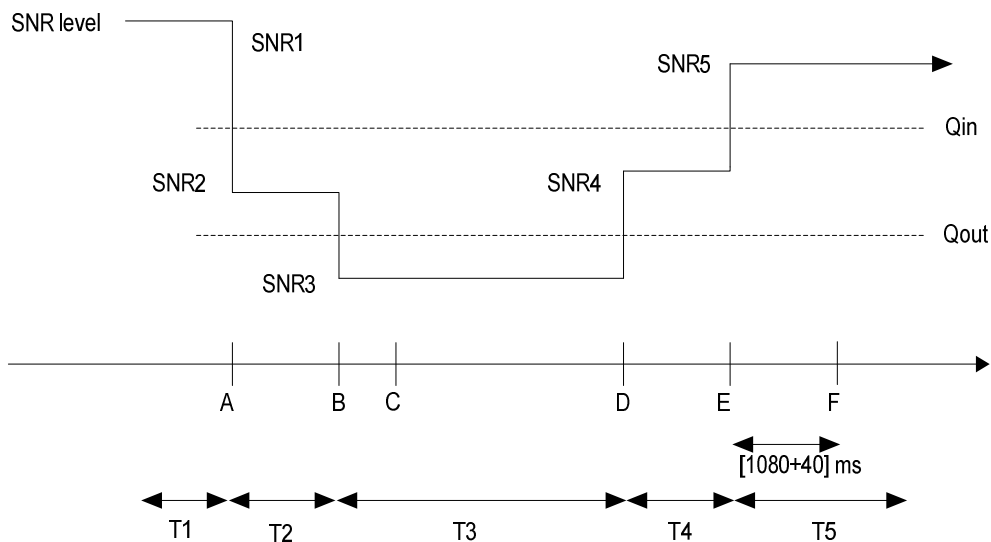 SNR level
SNR1
SNR5
Qin
SNR2
SNR4
Qout
SNR3
A
B
C
D
E
F
[1080+40] ms
T1
T2
T3
T4
T5